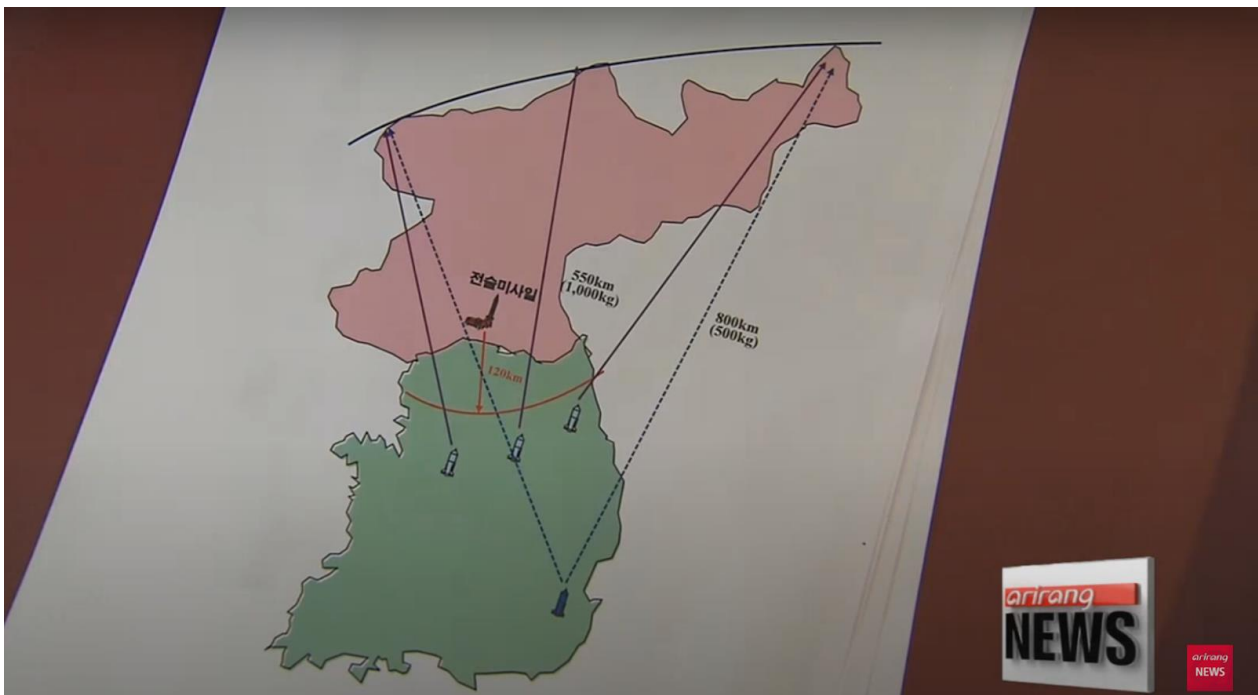 전술미사일
550km
(1,000kg)
800km
(500kg)
120km
arirang
NEWS
arirang
NEWS